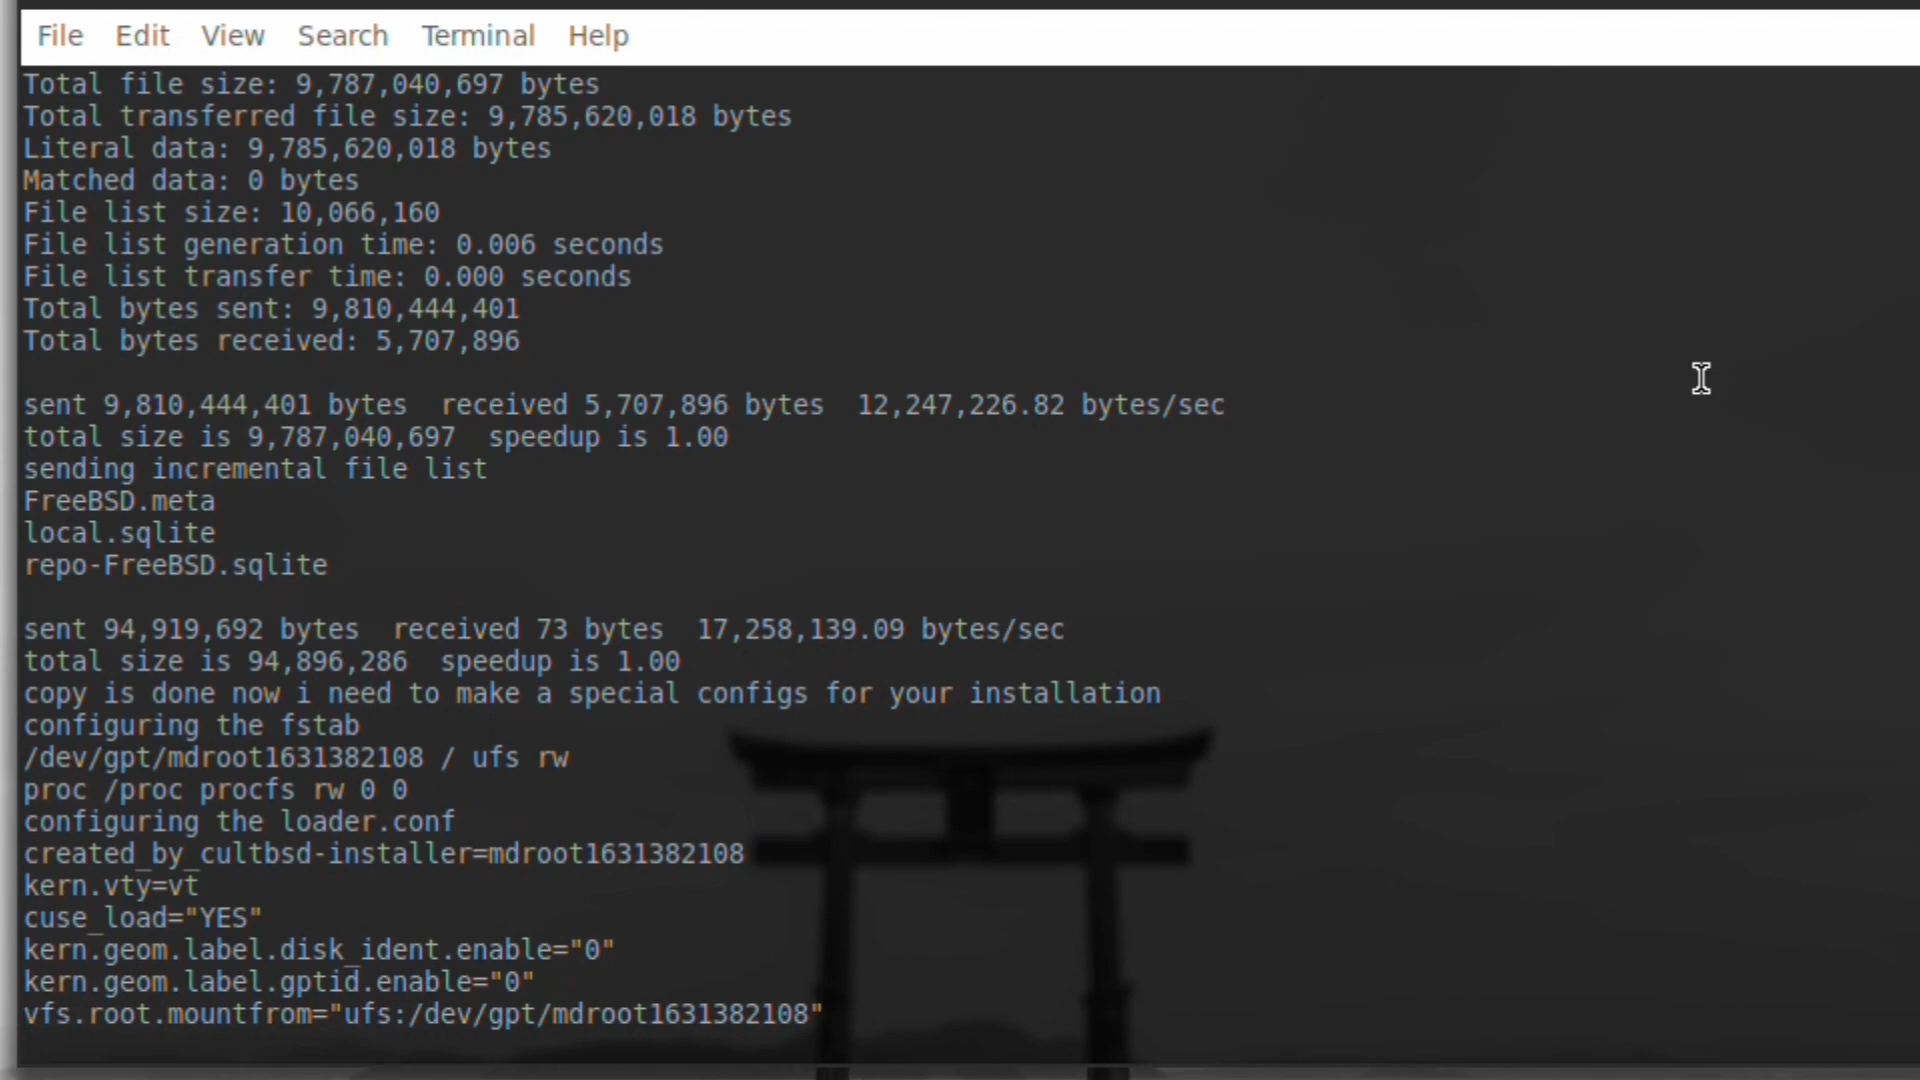 File Edit View Search Terminal Help
Total file size: 9,787,040,697 bytes
Total transferred file size: 9,785,620,018 bytes
Literal data: 9,785,620,018 bytes
Matched data: 0 bytes
File list size: 10,066,160
File list generation time: 0.006 seconds
File list transfer time: 0.000 seconds
Total bytes sent: 9,810,444,401
Total bytes received: 5,707,896

sent 9,810,444,401 bytes  received 5,707,896 bytes  12,247,226.82 bytes/sec
total size is 9,787,040,697  speedup is 1.00
sending incremental file list
FreeBSD.meta
local.sqlite
repo-FreeBSD.sqlite

sent 94,919,692 bytes  received 73 bytes  17,258,139.09 bytes/sec
total size is 94,896,286  speedup is 1.00
copy is done now i need to make a special configs for your installation
configuring the fstab
/dev/gpt/mdroot1631382108 / ufs rw
proc /proc procfs rw 0 0
configuring the loader.conf
created_by_cultbsd-installer=mdroot1631382108
kern.vty=vt
cuse_load="YES"
kern.geom.label.disk_ident.enable="0"
kern.geom.label.gptid.enable="0"
vfs.root.mountfrom="ufs:/dev/gpt/mdroot1631382108"